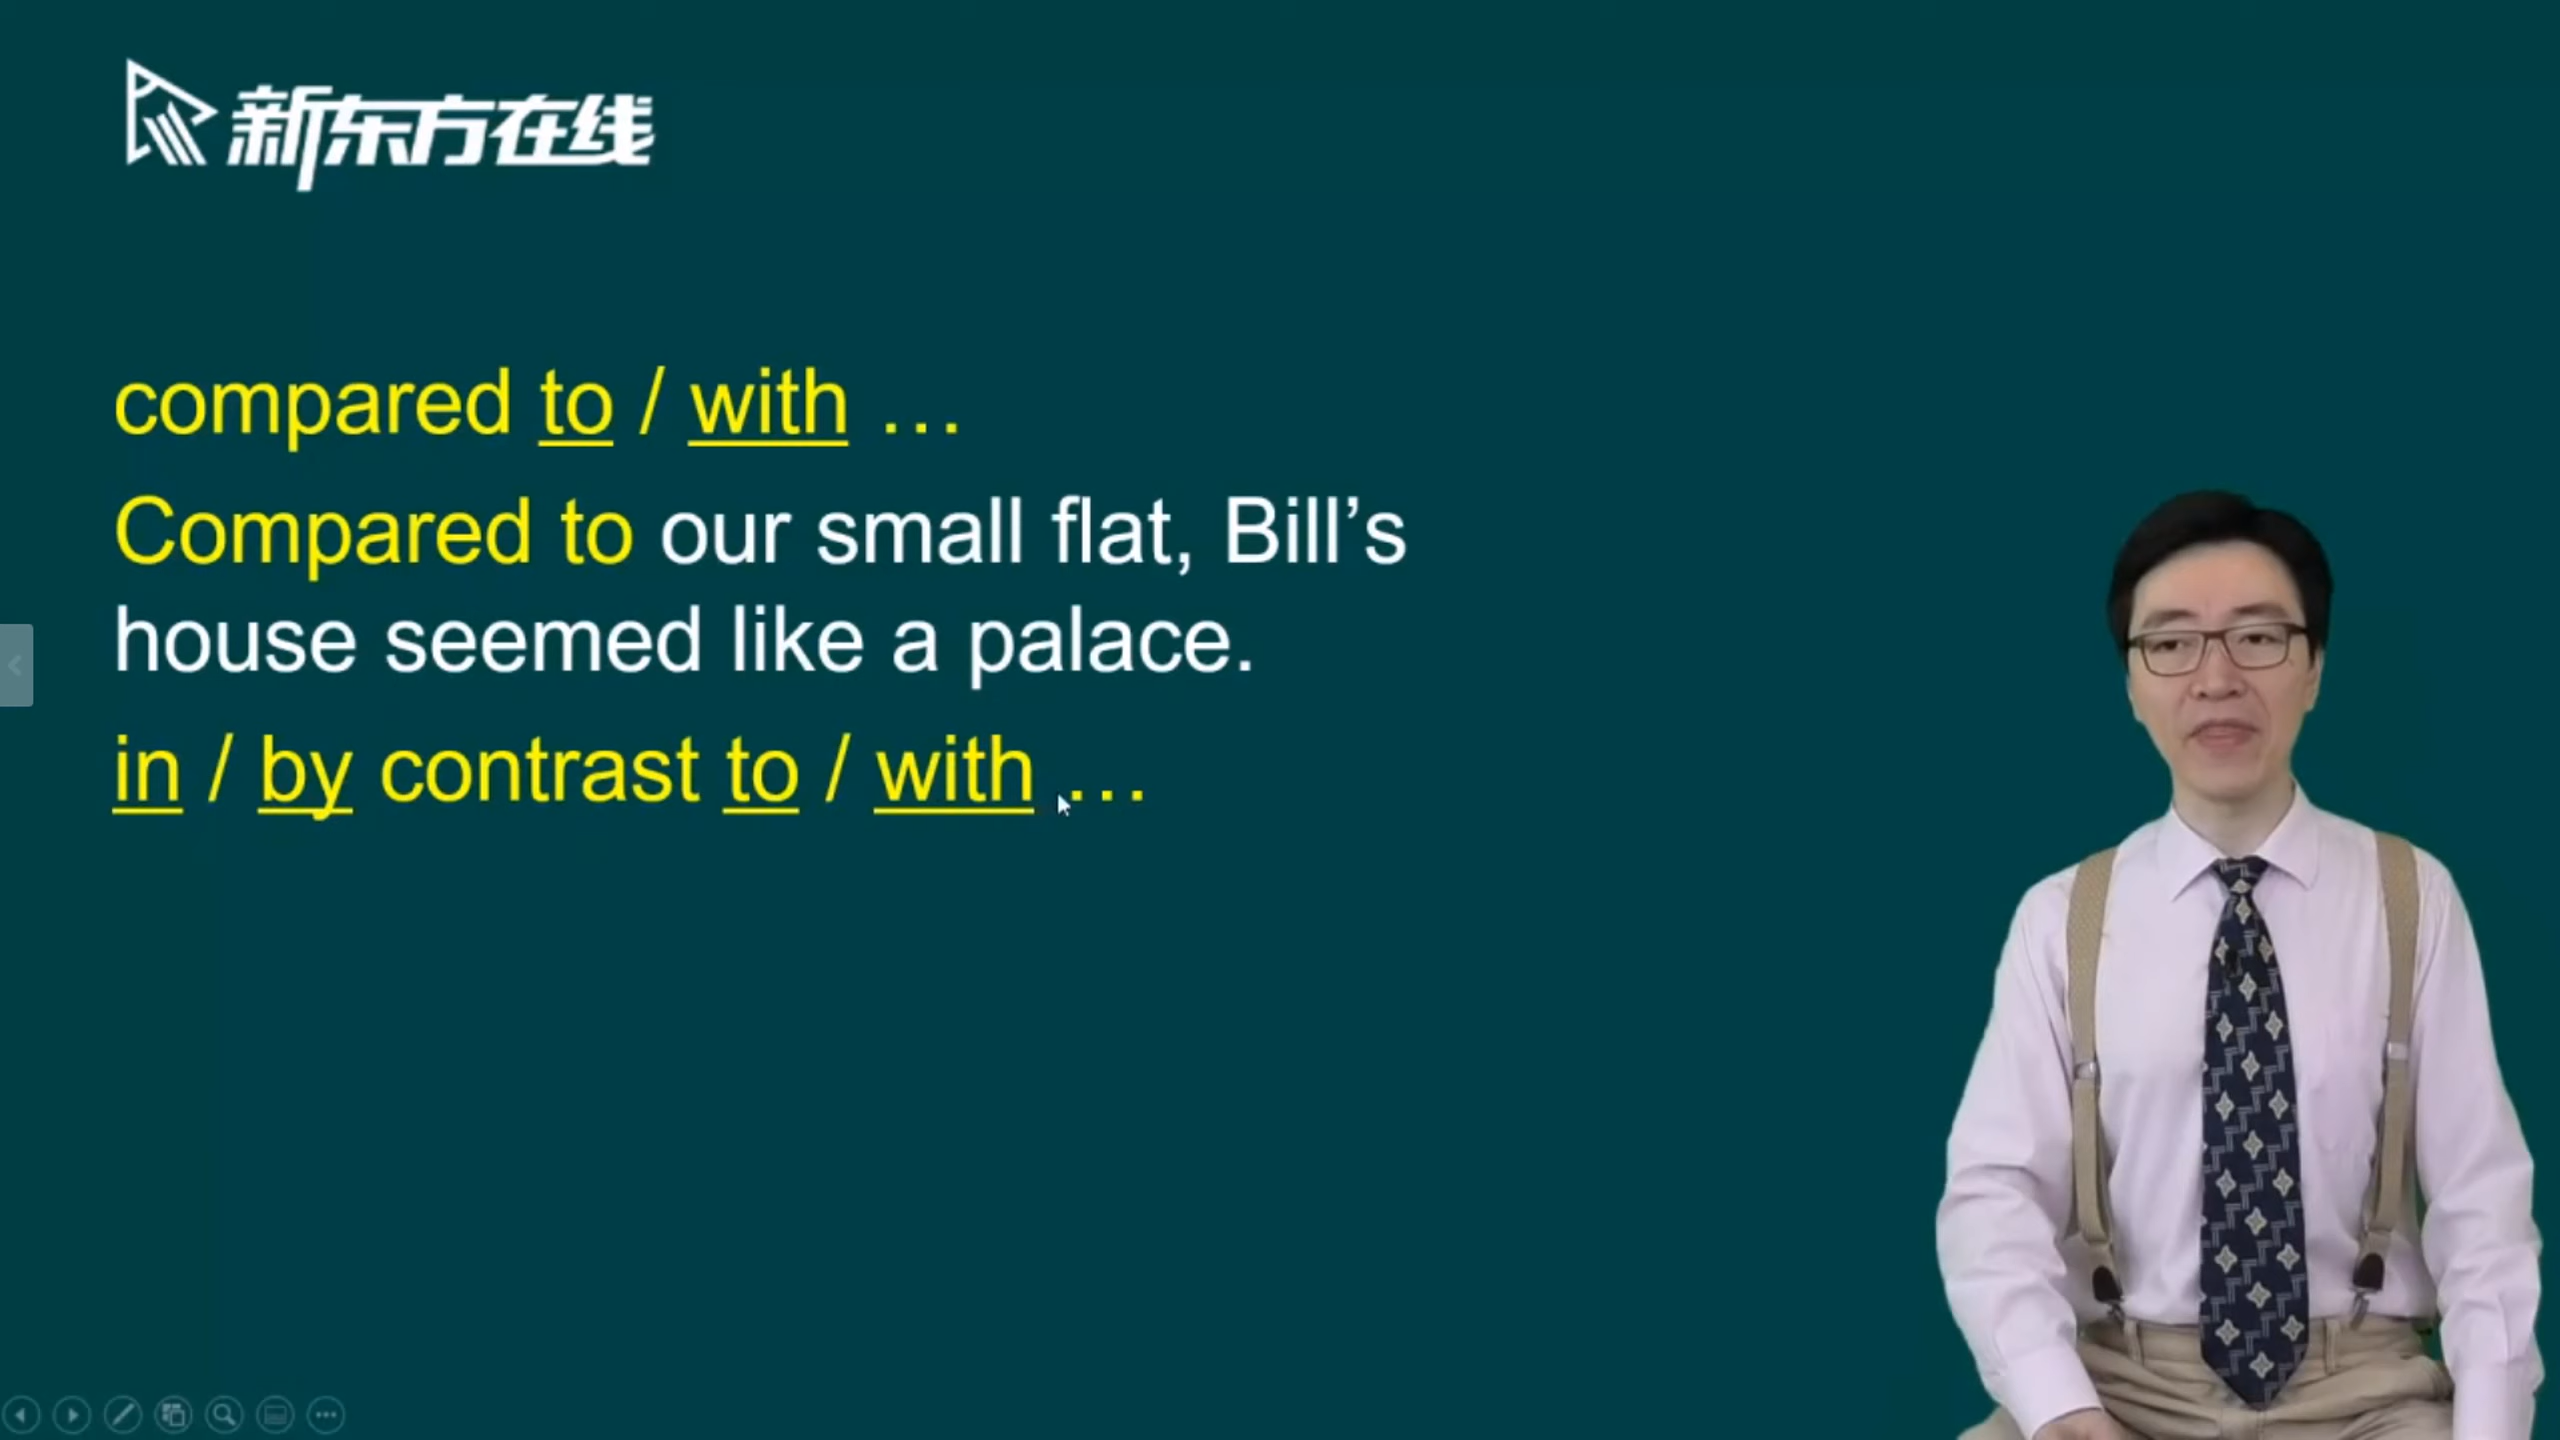 新东方在线
compared to / with …
Compared to our small flat, Bill’s
house seemed like a palace.
in / by contrast to / with …